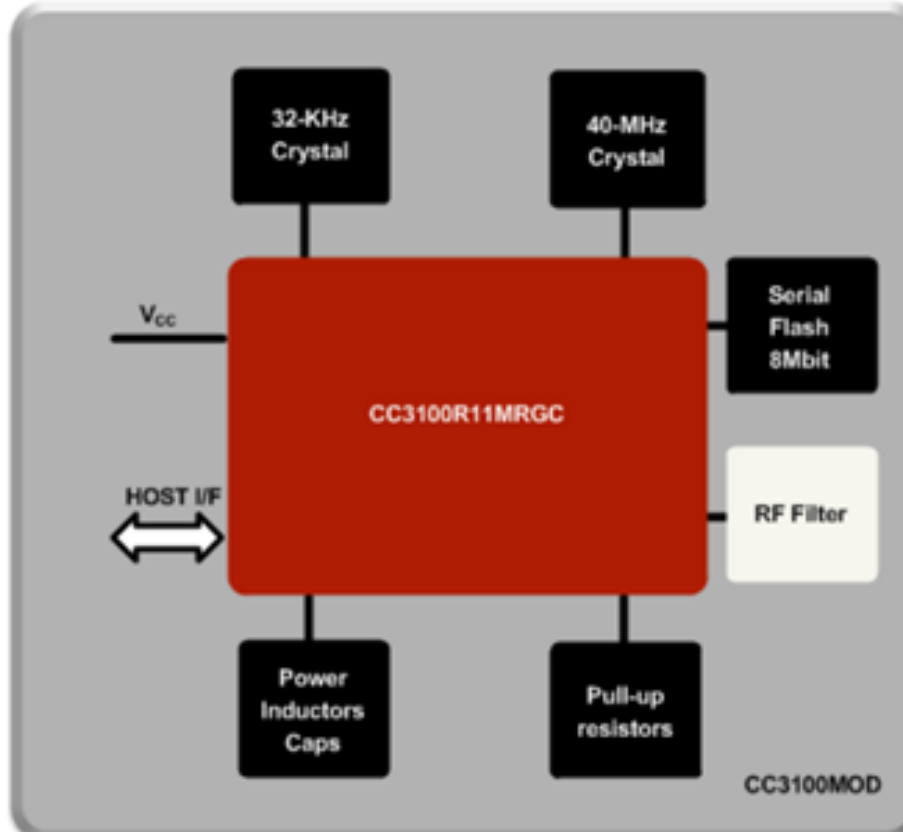 32-KHz
Crystal
40-MHz
Crystal
Vcc
Serial
Flash
8Mbit
CC3100R11MRGC
HOST I/F
RF Filter
Power
Inductors
Caps
Pull-up
resistors
CC3100MOD